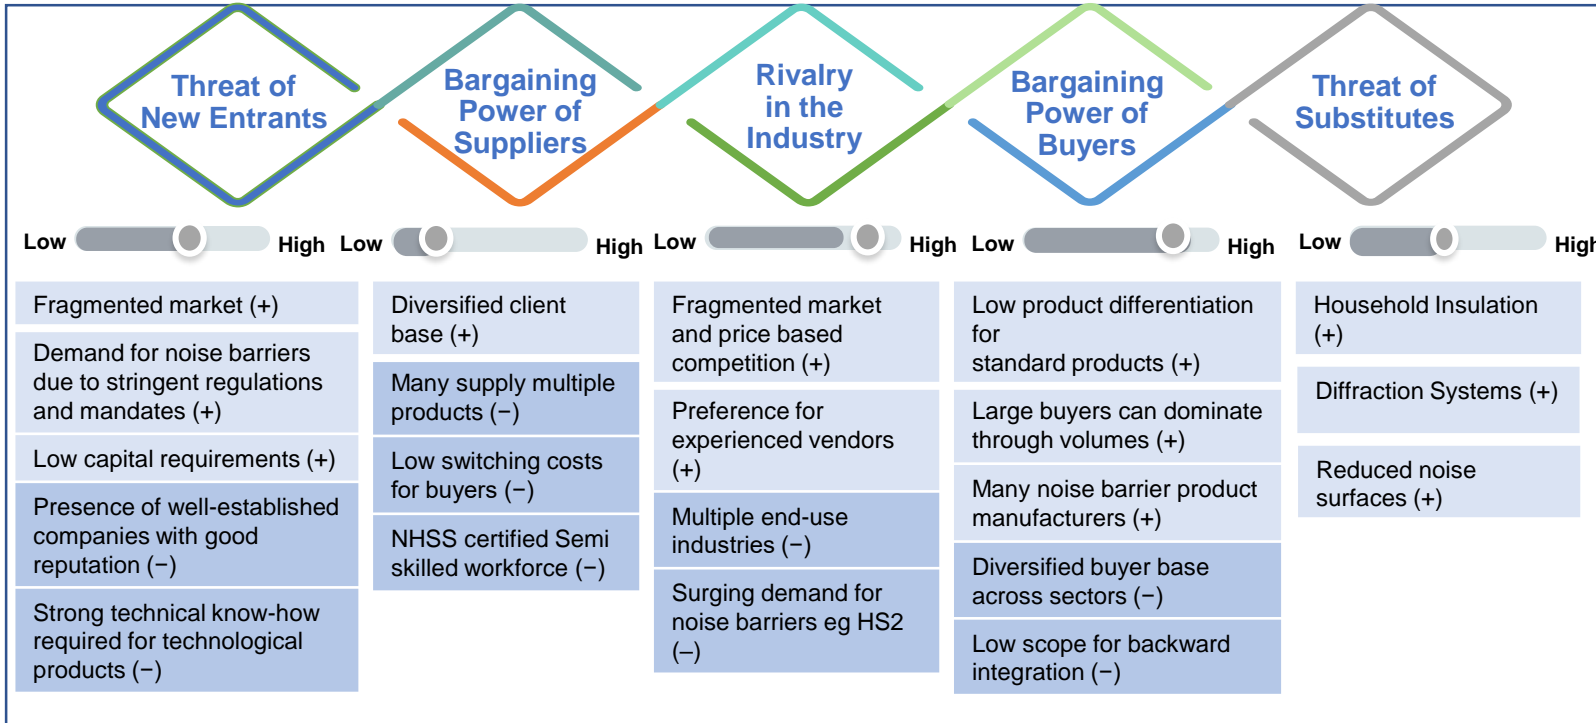 Threat of
New Entrants
Bargaining
Power of
Suppliers
Rivalry
in the
Industry
Bargaining
Power of
Buyers
Threat of
Substitutes
Low
High
Low
High
Low
High
Low
High
Low
High
Fragmented market (+)
Demand for noise barriers
due to stringent regulations
and mandates (+)
Low capital requirements (+)
Presence of well-established
companies with good
reputation (−)
Strong technical know-how
required for technological
products (−)
Diversified client
base (+)
Many supply multiple
products (−)
Low switching costs
for buyers (−)
NHSS certified Semi
skilled workforce (−)
Fragmented market
and price based
competition (+)
Preference for
experienced vendors
(+)
Multiple end-use
industries (−)
Surging demand for
noise barriers eg HS2
(–)
Low product differentiation
for
standard products (+)
Large buyers can dominate
through volumes (+)
Many noise barrier product
manufacturers (+)
Diversified buyer base
across sectors (−)
Low scope for backward
integration (−)
Household Insulation
(+)
Diffraction Systems (+)
Reduced noise
surfaces (+)